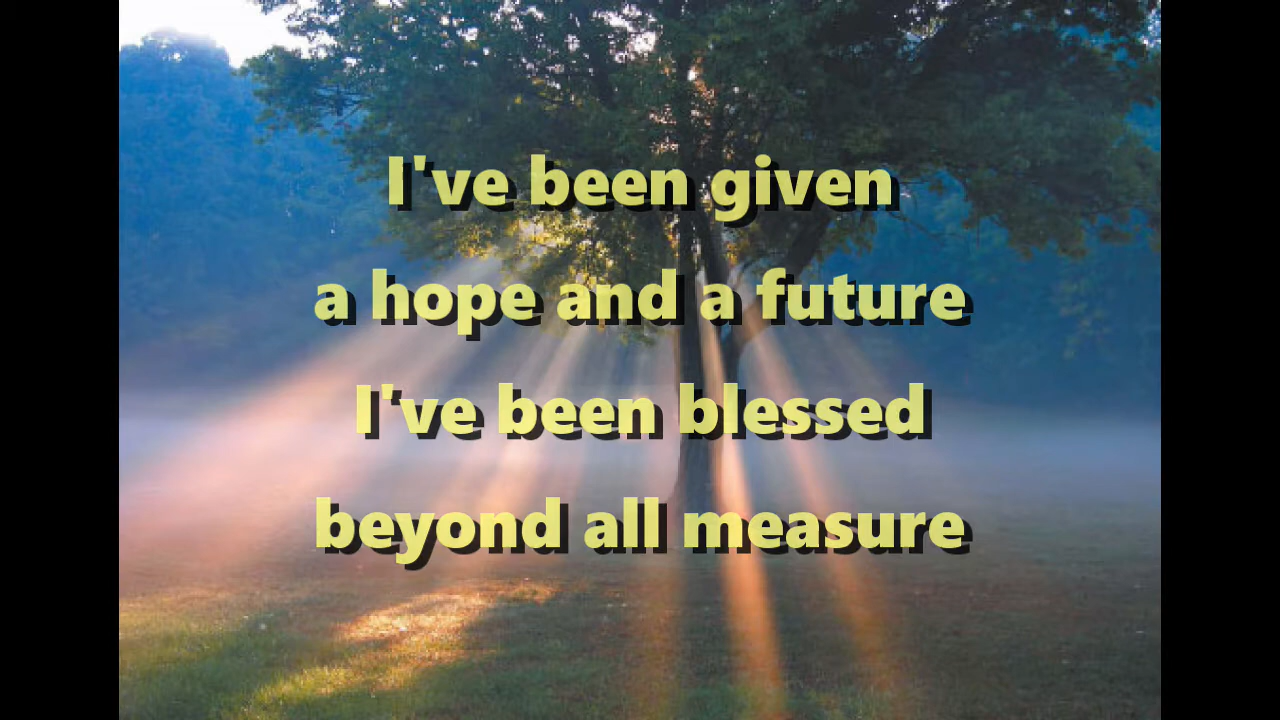 I've been given
a hope and a future
I've been blessed
beyond all measure